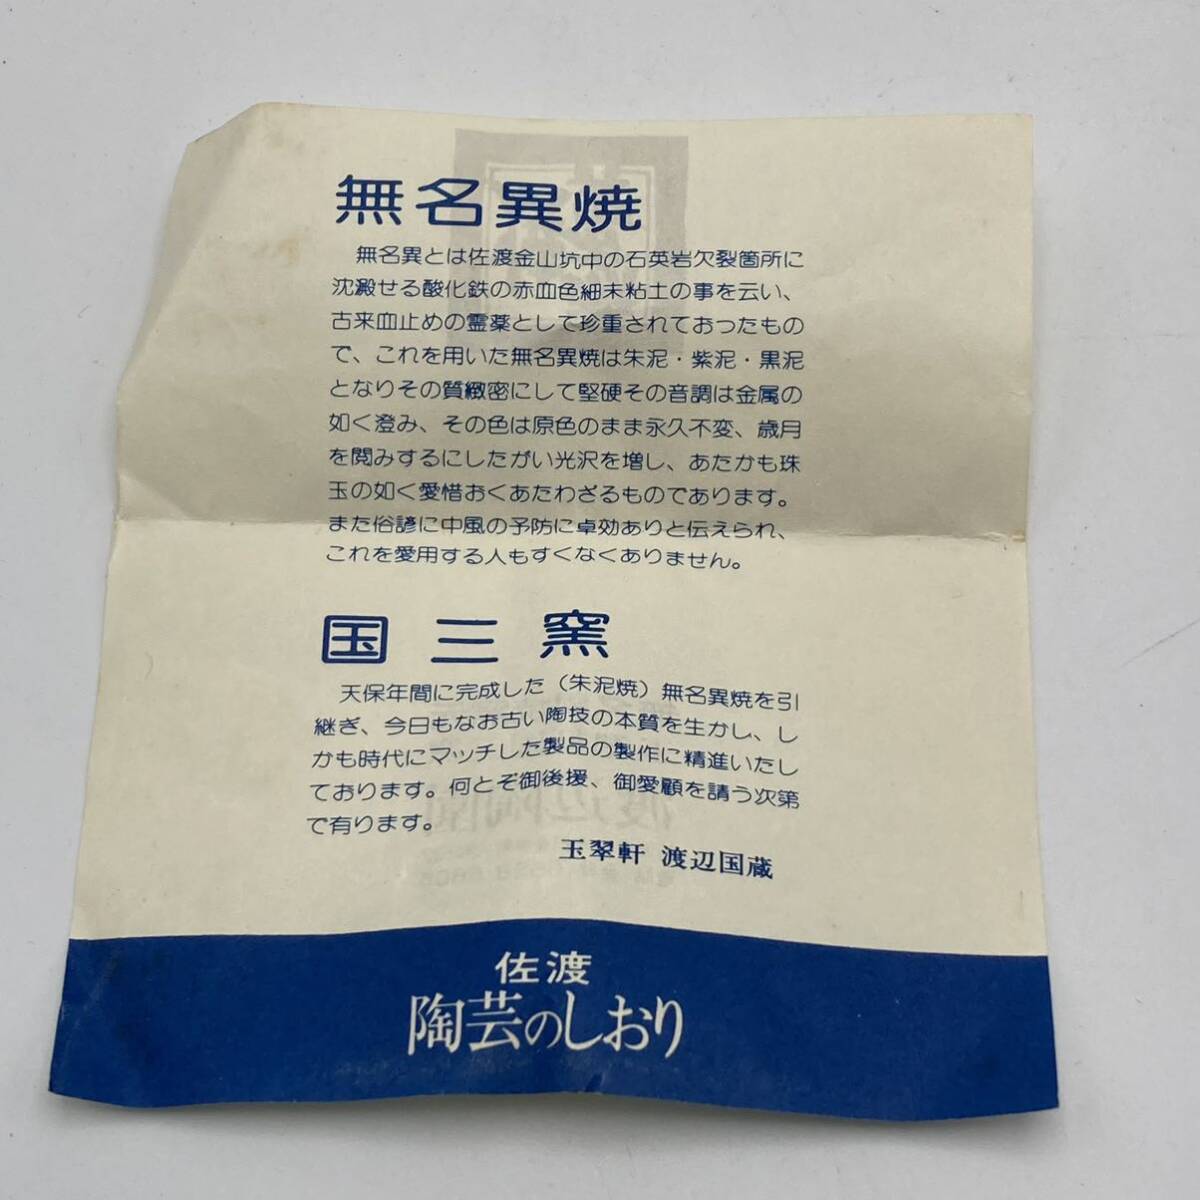 無名異焼
無名異とは佐渡金山坑中の石英岩欠裂箇所に
沈澱せる酸化鉄の赤血色細末粘土の事を云い、
古来血止めの霊薬として珍重されておったもの
で、これを用いた無名異焼は朱泥・紫泥・黒泥
となりその質緻密にして堅硬その音調は金属の
如く澄み、その色は原色のまま永久不変、歳月
を閲みするにしたがい光沢を増し、あたかも珠
玉の如く愛惜おくあたわざるものであります。
また俗諺に中風の予防に卓効ありと伝えられ、
これを愛用する人もすくなくありません。
国三窯
天保年間に完成した（朱泥焼）無名異焼を引
継ぎ、今日もなお古い陶技の本質を生かし、し
かも時代にマッチした製品の製作に精進いたし
ております。何とぞ御後援、御愛顧を請う次第
で有ります。
玉翠軒 渡辺国蔵
佐渡
陶芸のしおり